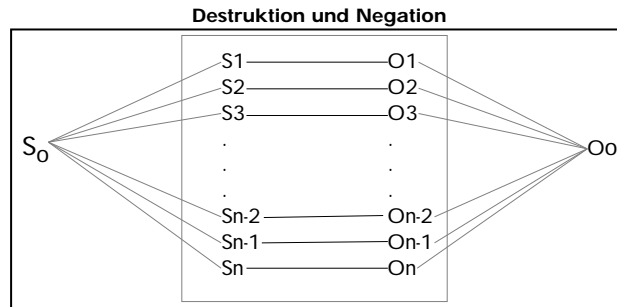 Destruktion und Negation
S1 O1
S2 O2
S3 O3
So Oo
. .
. .
. .
Sn-2 On-2
Sn-1 On-1
Sn On